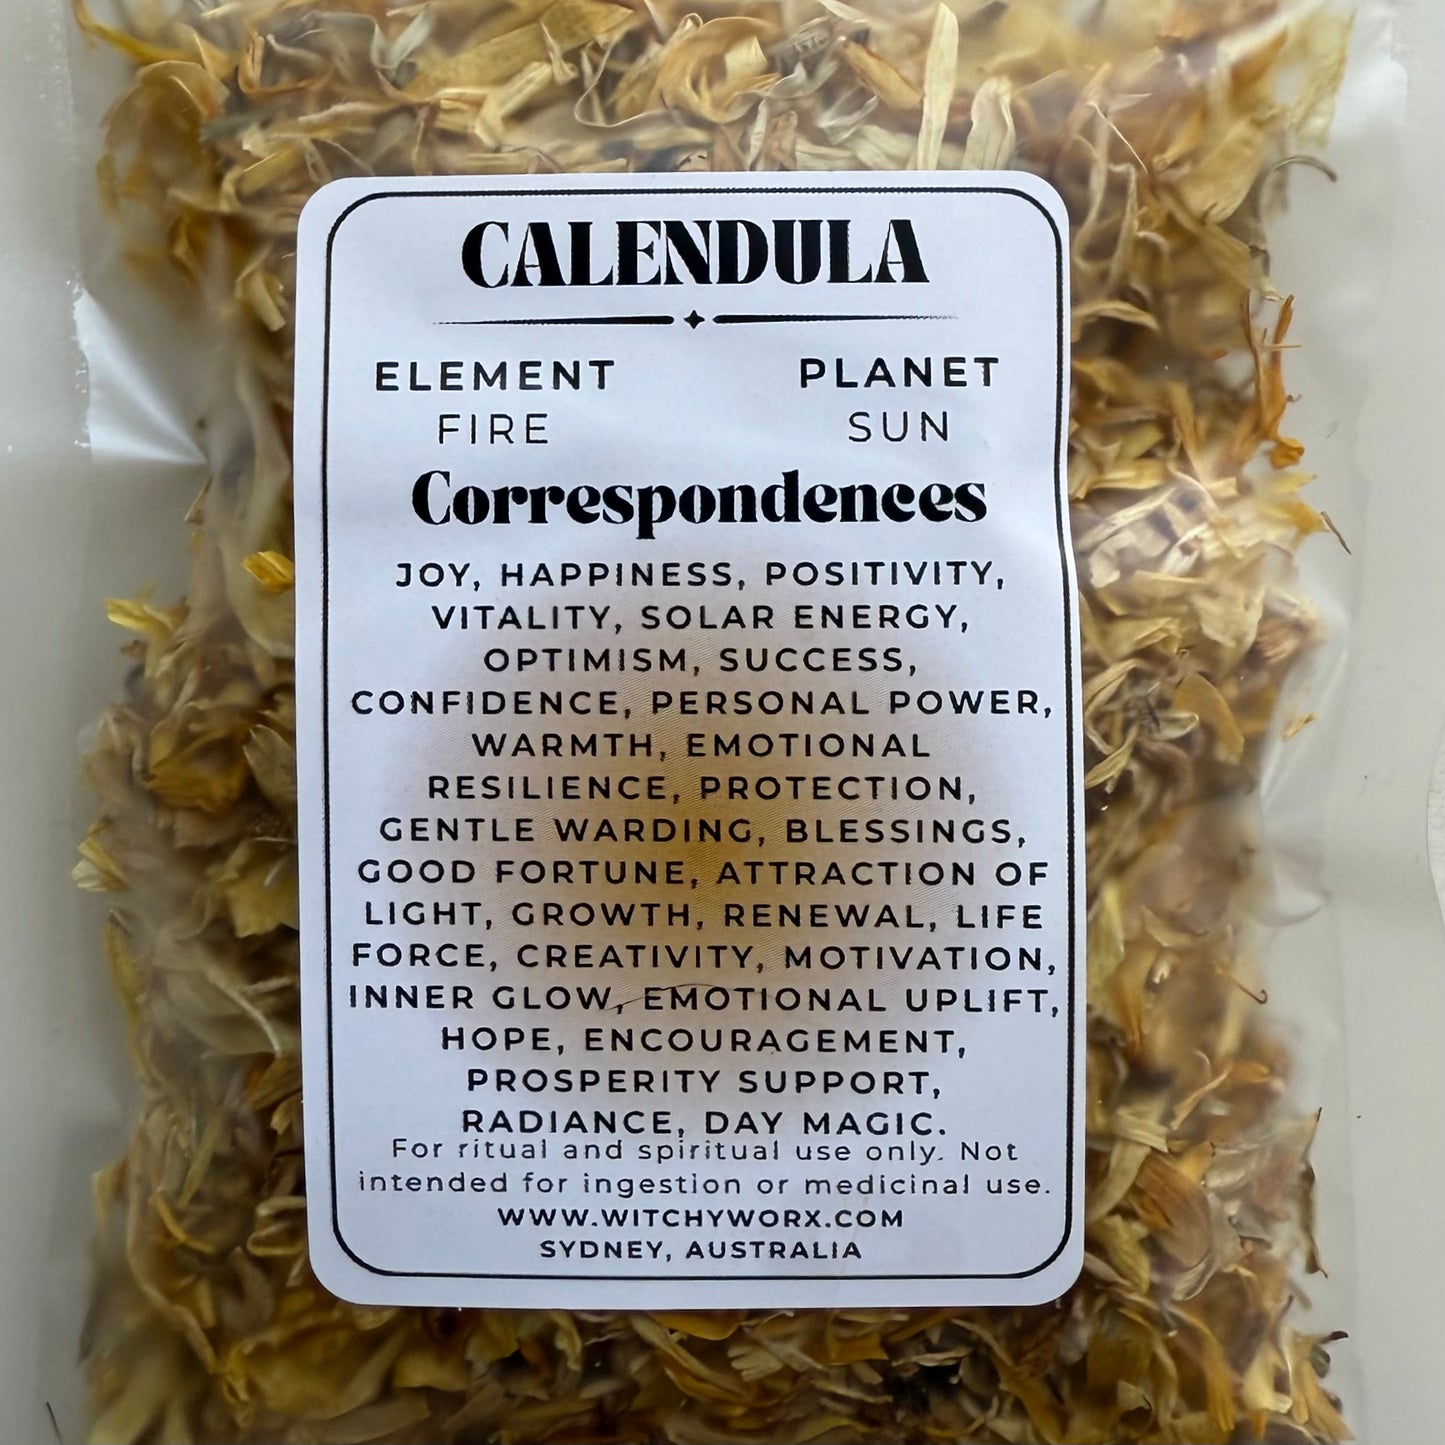 CALENDULA
ELEMENT PLANET
FIRE SUN
Correspondences
JOY, HAPPINESS, POSITIVITY,
VITALITY, SOLAR ENERGY,
OPTIMISM, SUCCESS,
CONFIDENCE, PERSONAL POWER,
WARMTH, EMOTIONAL
RESILIENCE, PROTECTION,
GENTLE WARDING, BLESSINGS,
GOOD FORTUNE, ATTRACTION OF
LIGHT, GROWTH, RENEWAL, LIFE
FORCE, CREATIVITY, MOTIVATION,
INNER GLOW, EMOTIONAL UPLIFT,
HOPE, ENCOURAGEMENT,
PROSPERITY SUPPORT,
RADIANCE, DAY MAGIC.
For ritual and spiritual use only. Not
intended for ingestion or medicinal use.
WWW.WITCHYWORX.COM
SYDNEY, AUSTRALIA